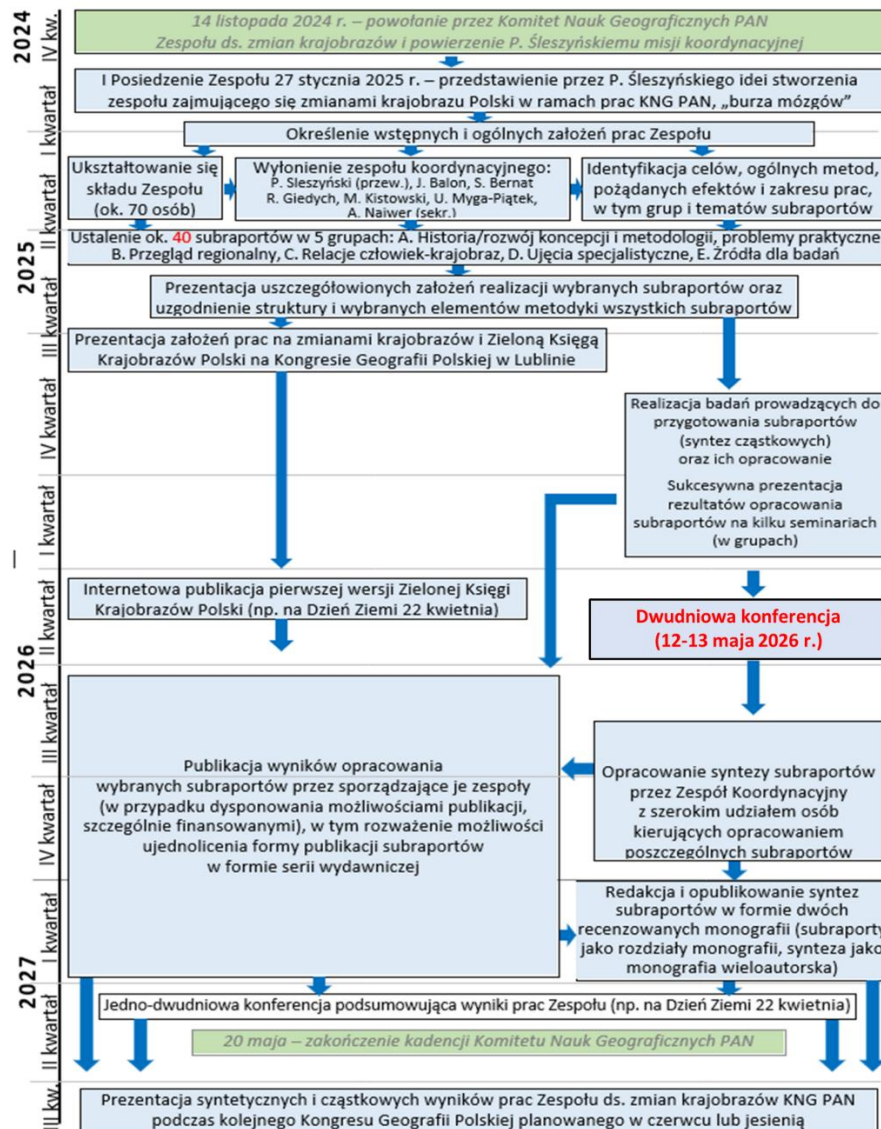 2024
IV kw.
14 listopada 2024 r. – powołanie przez Komitet Nauk Geograficznych PAN
Zespołu ds. zmian krajobrazów i powierzenie P. Śleszyńskiemu misji koordynacyjnej
I Posiedzenie Zespołu 27 stycznia 2025 r. – przedstawienie przez P. Śleszyńskiego idei stworzenia
zespołu zajmującego się zmianami krajobrazu Polski w ramach prac KNG PAN, „burza mózgów”
I kwartał
Określenie wstępnych i ogólnych założeń prac Zespołu
Ukształtowanie się
składu Zespołu
(ok. 70 osób)
Wyłonienie zespołu koordynacyjnego:
P. Śleszyński (przew.), J. Balon, S. Bernat
R. Giedych, M. Kistowski, U. Myga-Piątek,
A. Najwer (sekr.)
Identyfikacja celów, ogólnych metod,
pożądanych efektów i zakresu prac,
w tym grup i tematów subraportów
II kwartał
2025
Ustalenie ok. 40 subraportów w 5 grupach: A. Historia/rozwój koncepcji i metodologii, problemy praktyczne
B. Przegląd regionalny, C. Relacje człowiek-krajobraz, D. Ujęcia specjalistyczne, E. Źródła dla badań
Prezentacja uszczegółowionych założeń realizacji wybranych subraportów oraz
uzgodnienie struktury i wybranych elementów metodyki wszystkich subraportów
III kwartał
Prezentacja założeń prac na zmianami krajobrazów i Zieloną Księgą
Krajobrazów Polski na Kongresie Geografii Polskiej w Lublinie
IV kwartał
Realizacja badań prowadzących do
przygotowania subraportów
(syntez cząstkowych)
oraz ich opracowanie
Sukcesywna prezentacja
rezultatów opracowania
subraportów na kilku seminariach
(w grupach)
I kwartał
Internetowa publikacja pierwszej wersji Zielonej Księgi
Krajobrazów Polski (np. na Dzień Ziemi 22 kwietnia)
Dwudniowa konferencja
(12-13 maja 2026 r.)
II kwartał
2026
III kwartał
Publikacja wyników opracowania
wybranych subraportów przez sporządzające je zespoły
(w przypadku dysponowania możliwościami publikacji,
szczególnie finansowanymi), w tym rozważenie możliwości
ujednolicenia formy publikacji subraportów
w formie serii wydawniczej
Opracowanie syntezy subraportów
przez Zespół Koordynacyjny
z szerokim udziałem osób
kierujących opracowaniem
poszczególnych subraportów
IV kwartał
Redakcja i opublikowanie syntez
subraportów w formie dwóch
recenzowanych monografii (subraporty
jako rozdziały monografii, synteza jako
monografia wieloautorska)
I kwartał
2027
Jedno-dwudniowa konferencja podsumowująca wyniki prac Zespołu (np. na Dzień Ziemi 22 kwietnia)
II kwartał
20 maja – zakończenie kadencji Komitetu Nauk Geograficznych PAN
III kw.
Prezentacja syntetycznych i cząstkowych wyników prac Zespołu ds. zmian krajobrazów KNG PAN
podczas kolejnego Kongresu Geografii Polskiej planowanego w czerwcu lub jesienią